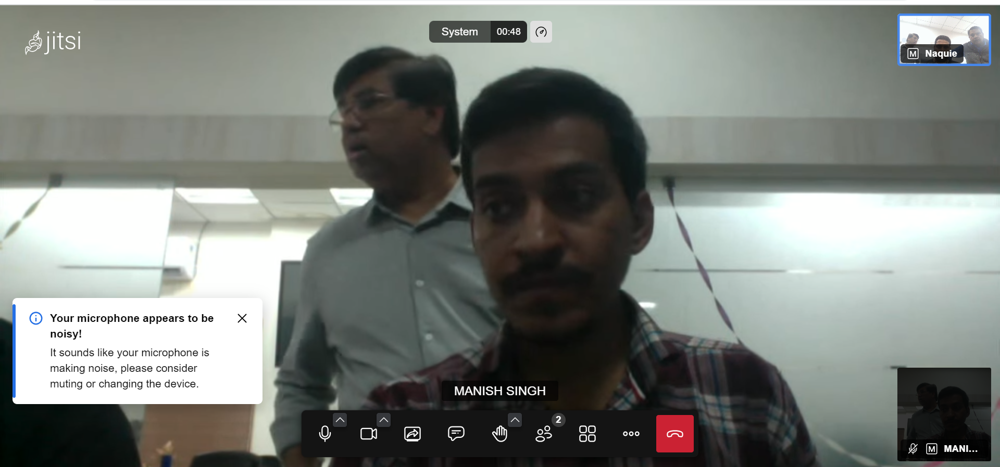 jitsi
System 00:48
M Naquie
Your microphone appears to be
noisy!
It sounds like your microphone is
making noise, please consider
muting or changing the device.
MANISH SINGH
2
M MANI...